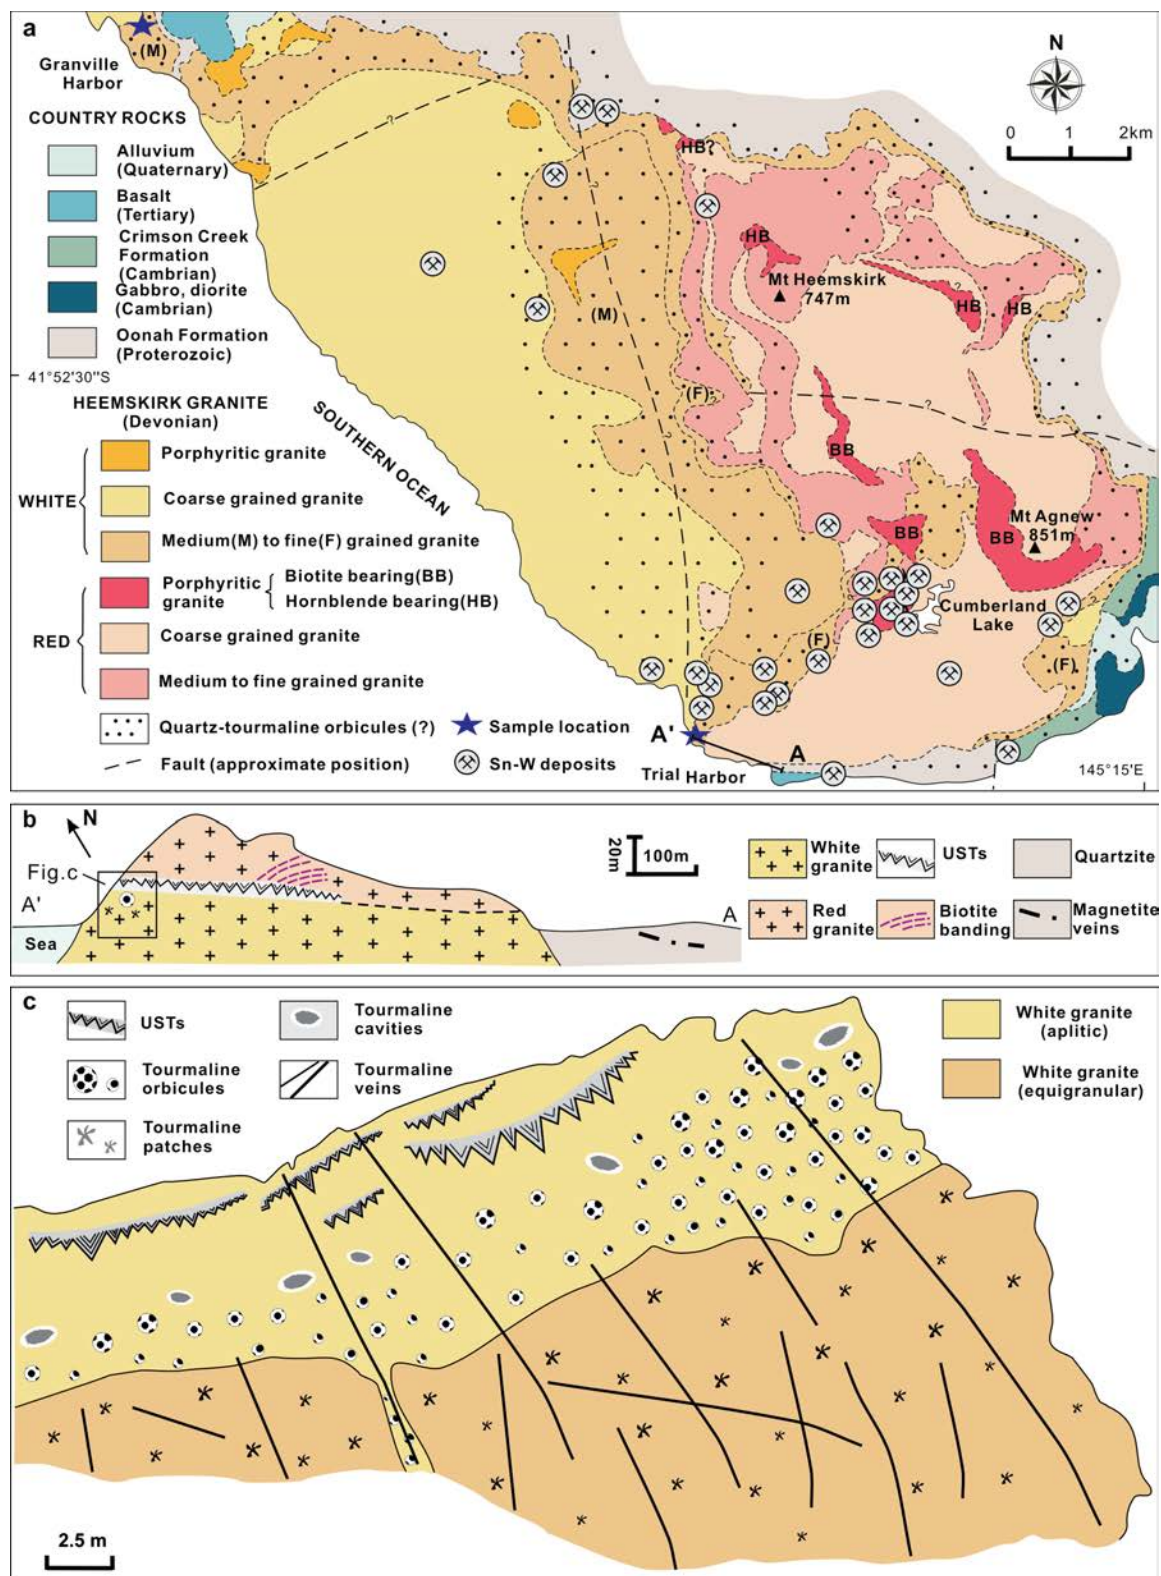 a
(M)
Granville
Harbor
N
0 1 2km
COUNTRY ROCKS
Alluvium
(Quaternary)
Basalt
(Tertiary)
Crimson Creek
Formation
(Cambrian)
Gabbro, diorite
(Cambrian)
Oonah Formation
(Proterozoic)
41°52'30"S
HEEMSKIRK GRANITE
(Devonian)
WHITE
Porphyritic granite
Coarse grained granite
Medium(M) to fine(F) grained granite
RED
Porphyritic
granite
Biotite bearing(BB)
Hornblende bearing(HB)
Coarse grained granite
Medium to fine grained granite
Quartz-tourmaline orbicules (?)
Sample location
Fault (approximate position)
Sn-W deposits
SOUTHERN OCEAN
?
?
HB?
HB
Mt Heemskirk
747m
?
HB
HB
(M)
(F)
?
?
?
BB
BB
BB
Mt Agnew
851m
Cumberland
Lake
?
(F)
(F)
A'
A
Trial Harbor
145°15'E
b
N
Fig.c
A'
Sea
A
20m
100m
White
granite
USTs
Quartzite
Red
granite
Biotite
banding
Magnetite
veins
c
USTs
Tourmaline
cavities
Tourmaline
orbicules
Tourmaline
veins
Tourmaline
patches
White granite
(aplitic)
White granite
(equigranular)
2.5 m